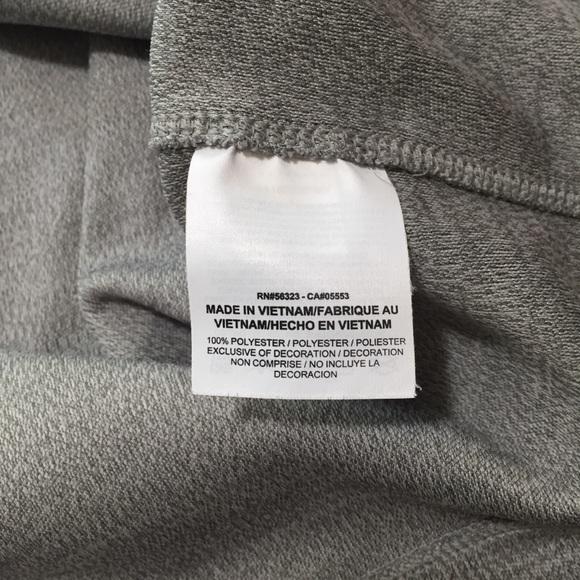 RN#56323 - CA#05553
MADE IN VIETNAM/FABRIQUE AU
VIETNAM/HECHO EN VIETNAM
100% POLYESTER / POLYESTER / POLIESTER
EXCLUSIVE OF DECORATION / DECORATION
NON COMPRISE / NO INCLUYE LA
DECORACION